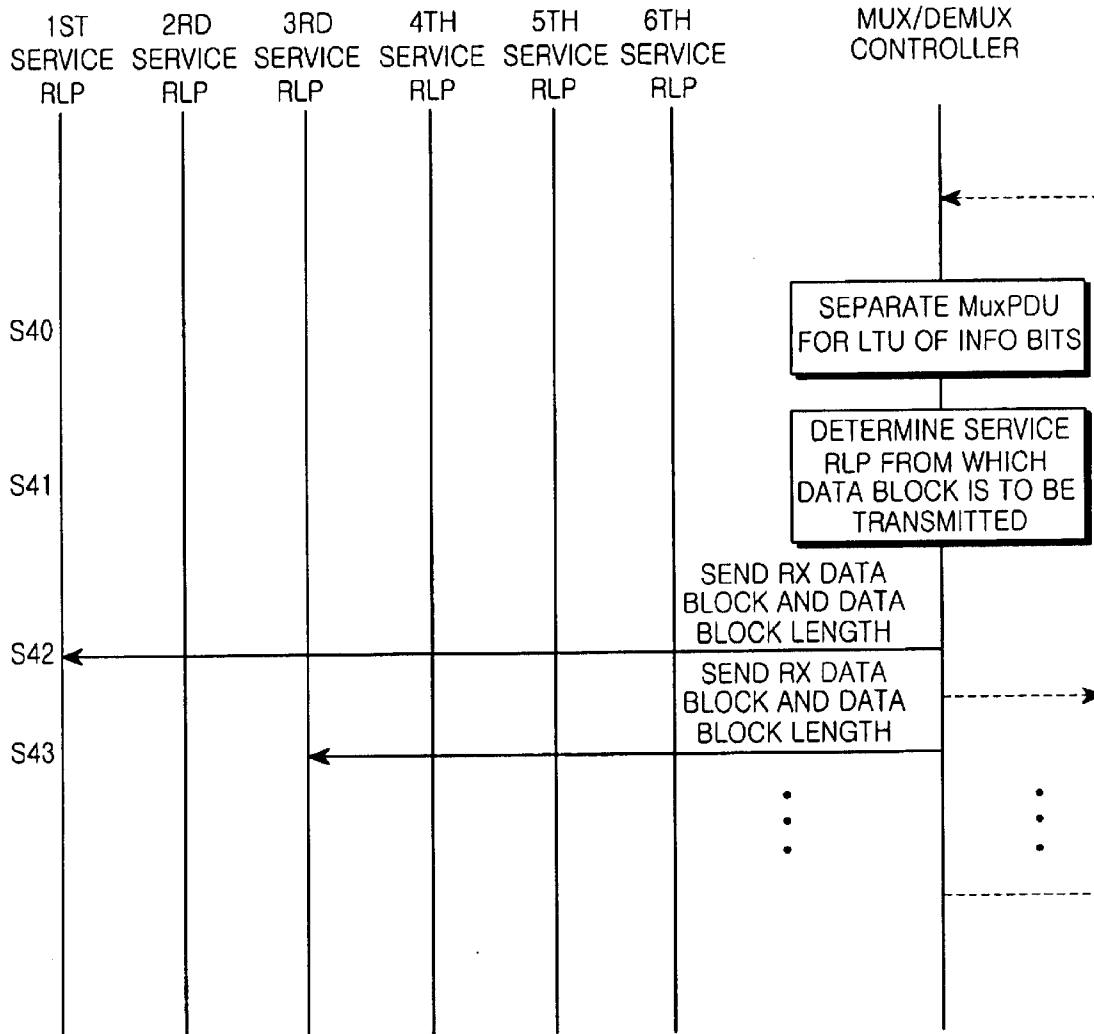 1ST
SERVICE
RLP
2RD
SERVICE
RLP
3RD
SERVICE
RLP
4TH
SERVICE
RLP
5TH
SERVICE
RLP
6TH
SERVICE
RLP
MUX/DEMUX
CONTROLLER
S40
SEPARATE MuxPDU
FOR LTU OF INFO BITS
S41
DETERMINE SERVICE
RLP FROM WHICH
DATA BLOCK IS TO BE
TRANSMITTED
SEND RX DATA
BLOCK AND DATA
BLOCK LENGTH
S42
SEND RX DATA
BLOCK AND DATA
BLOCK LENGTH
S43